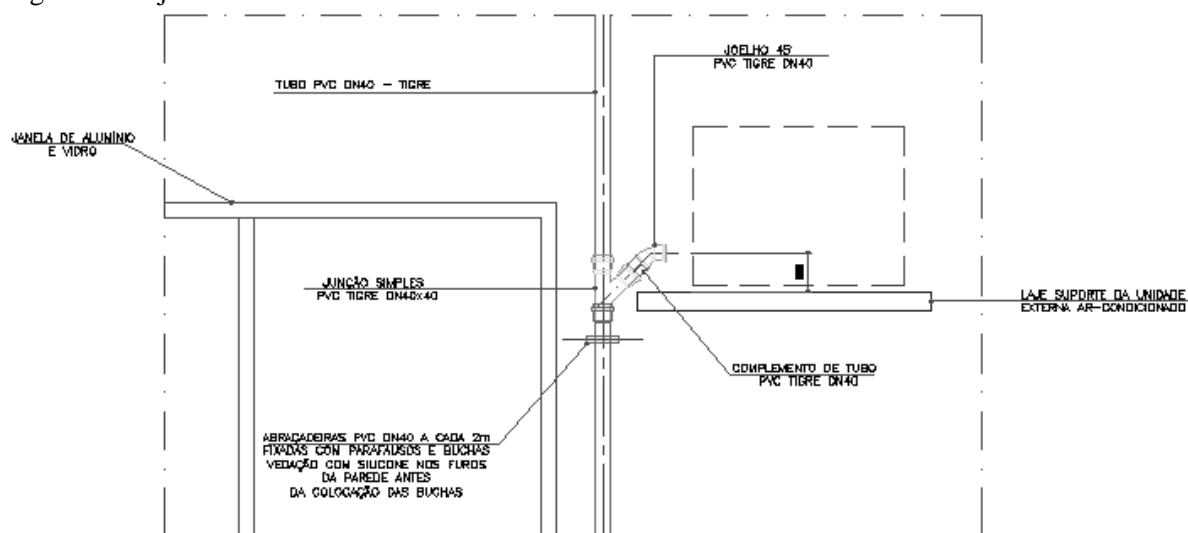 JOELHO 45°
PVC TIGRE DN40
TUBO PVC DN40 - TIGRE
JANELA DE ALUMÍNIO
E VIDRO
JUNÇÃO SIMPLES
PVC TIGRE DN40x40
LAJE SUPORTE DA UNIDADE
EXTERNA AR-CONDICIONADO
COMPLEMENTO DE TUBO
PVC TIGRE DN40
ABRAÇADEIRAS PVC DN40 A CADA 2m
FIXADAS COM PARAFAUSOS E BUCHAS
VEDAÇÃO COM SILICONE NOS FUROS
DA PAREDE ANTES
DA COLOCAÇÃO DAS BUCHAS